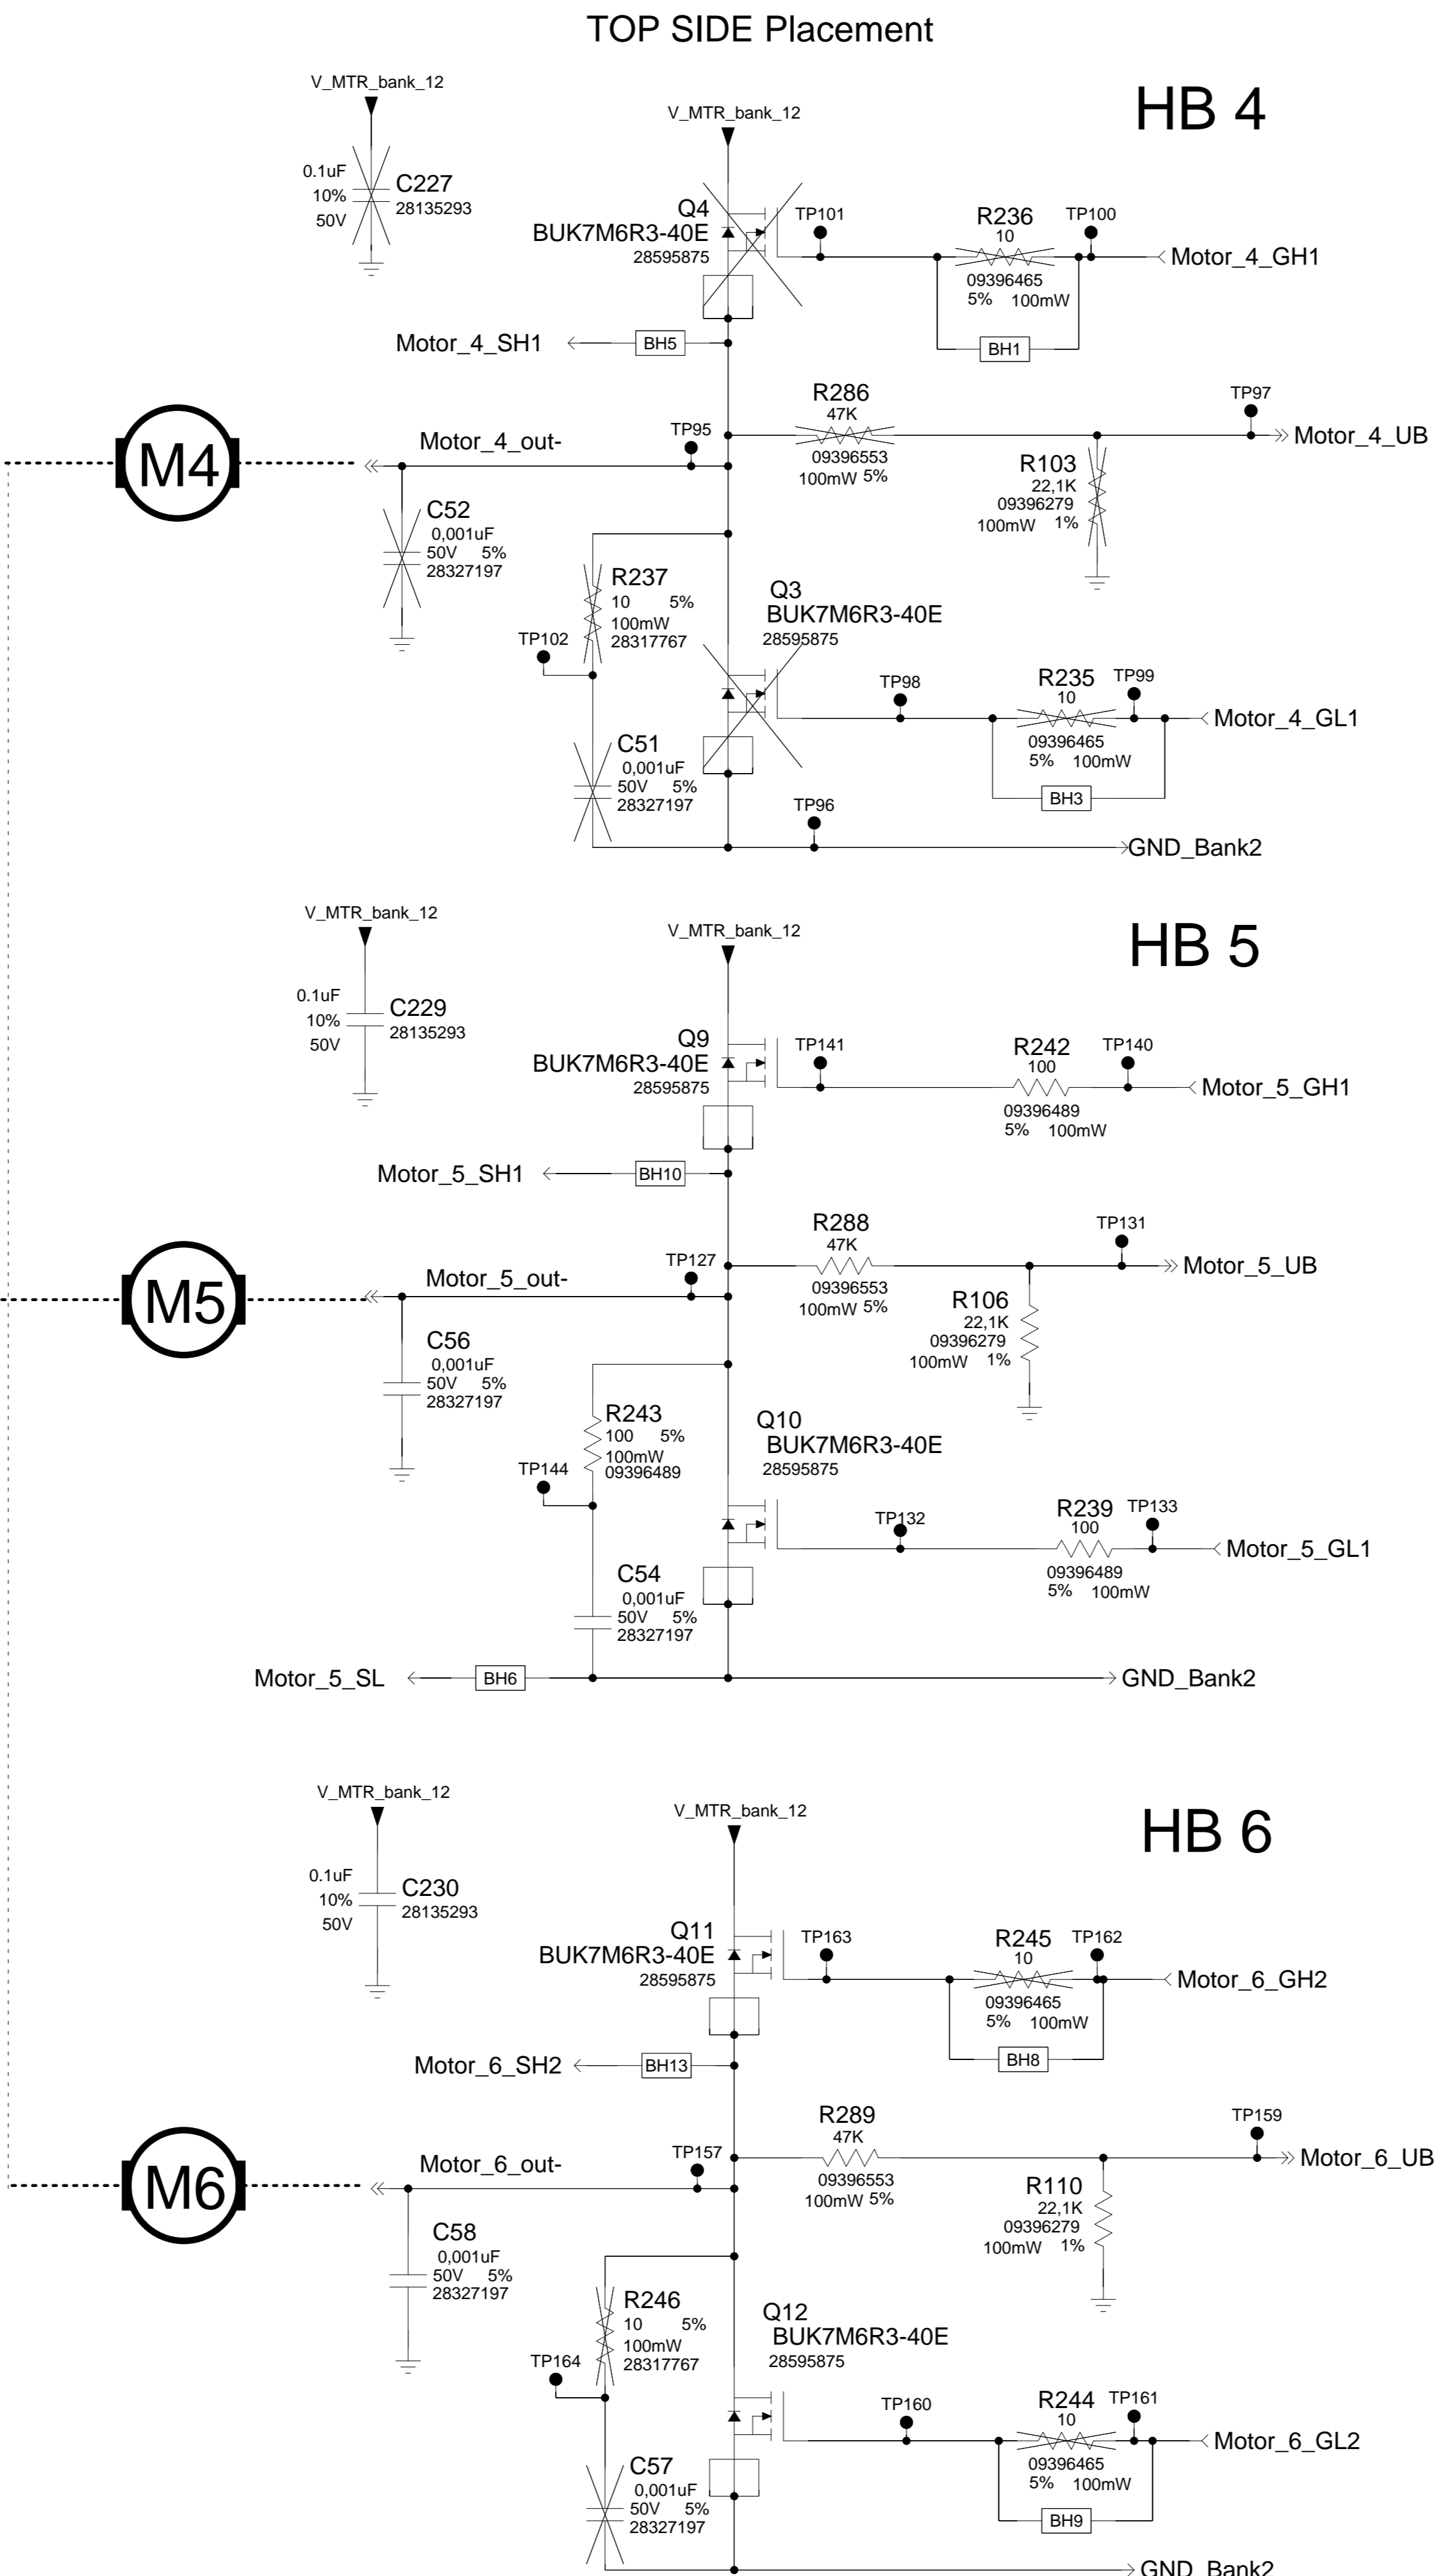 TOP SIDE Placement
V_MTR_bank_12
HB 4
V_MTR_bank_12
0.1uF
10%
50V
C227
28135293
Q4
BUK7M6R3-40E
28595875
TP101
R236
10
TP100
Motor_4_GH1
09396465
5% 100mW
BH1
Motor_4_SH1
BH5
R286
47K
TP97
Motor_4_UB
09396553
100mW 5%
M4
Motor_4_out-
TP95
R103
22,1K
09396279
100mW 1%
C52
0,001uF
50V 5%
28327197
R237
10 5%
100mW
28317767
TP102
Q3
BUK7M6R3-40E
28595875
TP98
R235
10
TP99
Motor_4_GL1
09396465
5% 100mW
BH3
C51
0,001uF
50V 5%
28327197
TP96
GND_Bank2
V_MTR_bank_12
V_MTR_bank_12
HB 5
0.1uF
10%
50V
C229
28135293
Q9
BUK7M6R3-40E
28595875
TP141
R242
100
TP140
Motor_5_GH1
09396489
5% 100mW
Motor_5_SH1
BH10
R288
47K
TP131
Motor_5_UB
09396553
100mW 5%
M5
Motor_5_out-
TP127
R106
22,1K
09396279
100mW 1%
C56
0,001uF
50V 5%
28327197
R243
100 5%
100mW
09396489
TP144
Q10
BUK7M6R3-40E
28595875
TP132
R239
100
TP133
Motor_5_GL1
09396489
5% 100mW
C54
0,001uF
50V 5%
28327197
Motor_5_SL
BH6
GND_Bank2
V_MTR_bank_12
V_MTR_bank_12
HB 6
0.1uF
10%
50V
C230
28135293
Q11
BUK7M6R3-40E
28595875
TP163
R245
10
TP162
Motor_6_GH2
09396465
5% 100mW
BH8
Motor_6_SH2
BH13
R289
47K
TP159
Motor_6_UB
09396553
100mW 5%
M6
Motor_6_out-
TP157
R110
22,1K
09396279
100mW 1%
C58
0,001uF
50V 5%
28327197
R246
10 5%
100mW
28317767
TP164
Q12
BUK7M6R3-40E
28595875
TP160
R244
10
TP161
Motor_6_GL2
09396465
5% 100mW
BH9
C57
0,001uF
50V 5%
28327197
GND_Bank2